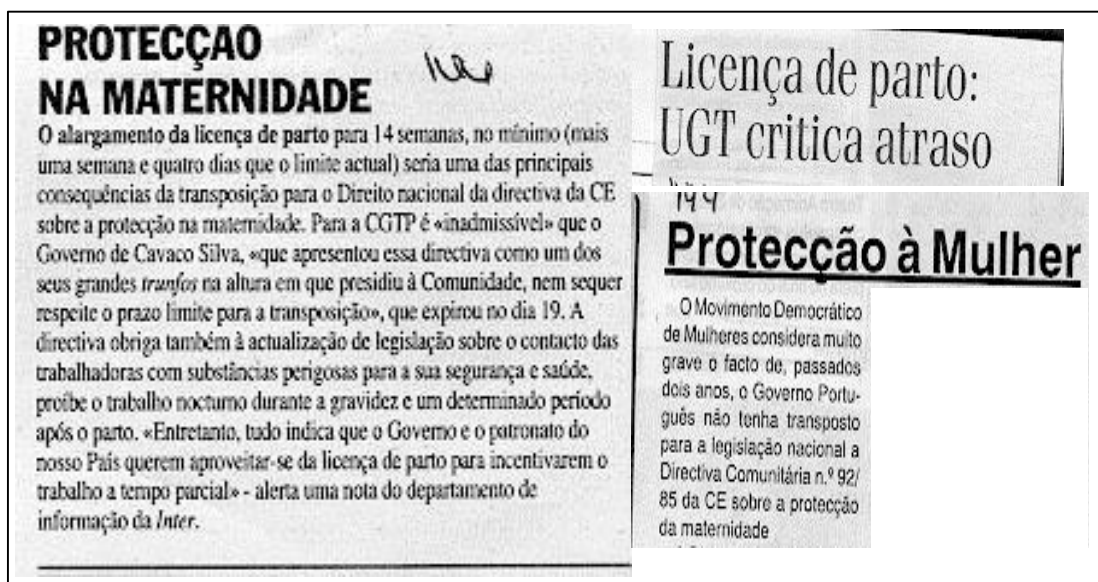 PROTECÇÃO
NA MATERNIDADE
O alargamento da licença de parto para 14 semanas, no mínimo (mais
uma semana e quatro dias que o limite actual) seria uma das principais
consequências da transposição para o Direito nacional da directiva da CE
sobre a protecção na maternidade. Para a CGTP é «inadmissível» que o
Governo de Cavaco Silva, «que apresentou essa directiva como um dos
seus grandes trunfos na altura em que presidiu à Comunidade, nem sequer
respeite o prazo limite para a transposição», que expirou no dia 19. A
directiva obriga também à actualização de legislação sobre o contacto das
trabalhadoras com substâncias perigosas para a sua segurança e saúde,
proíbe o trabalho nocturno durante a gravidez e um determinado período
após o parto. «Entretanto, tudo indica que o Governo e o patronato do
nosso País querem aproveitar-se da licença de parto para incentivarem o
trabalho a tempo parcial» - alerta uma nota do departamento de
informação da Inter.
Licença de parto:
UGT critica atraso
Protecção à Mulher
O Movimento Democrático
de Mulheres considera muito
grave o facto de, passados
dois anos, o Governo Portu-
guês não tenha transposto
para a legislação nacional a
Directiva Comunitária n.º 92/
85 da CE sobre a protecção
da maternidade